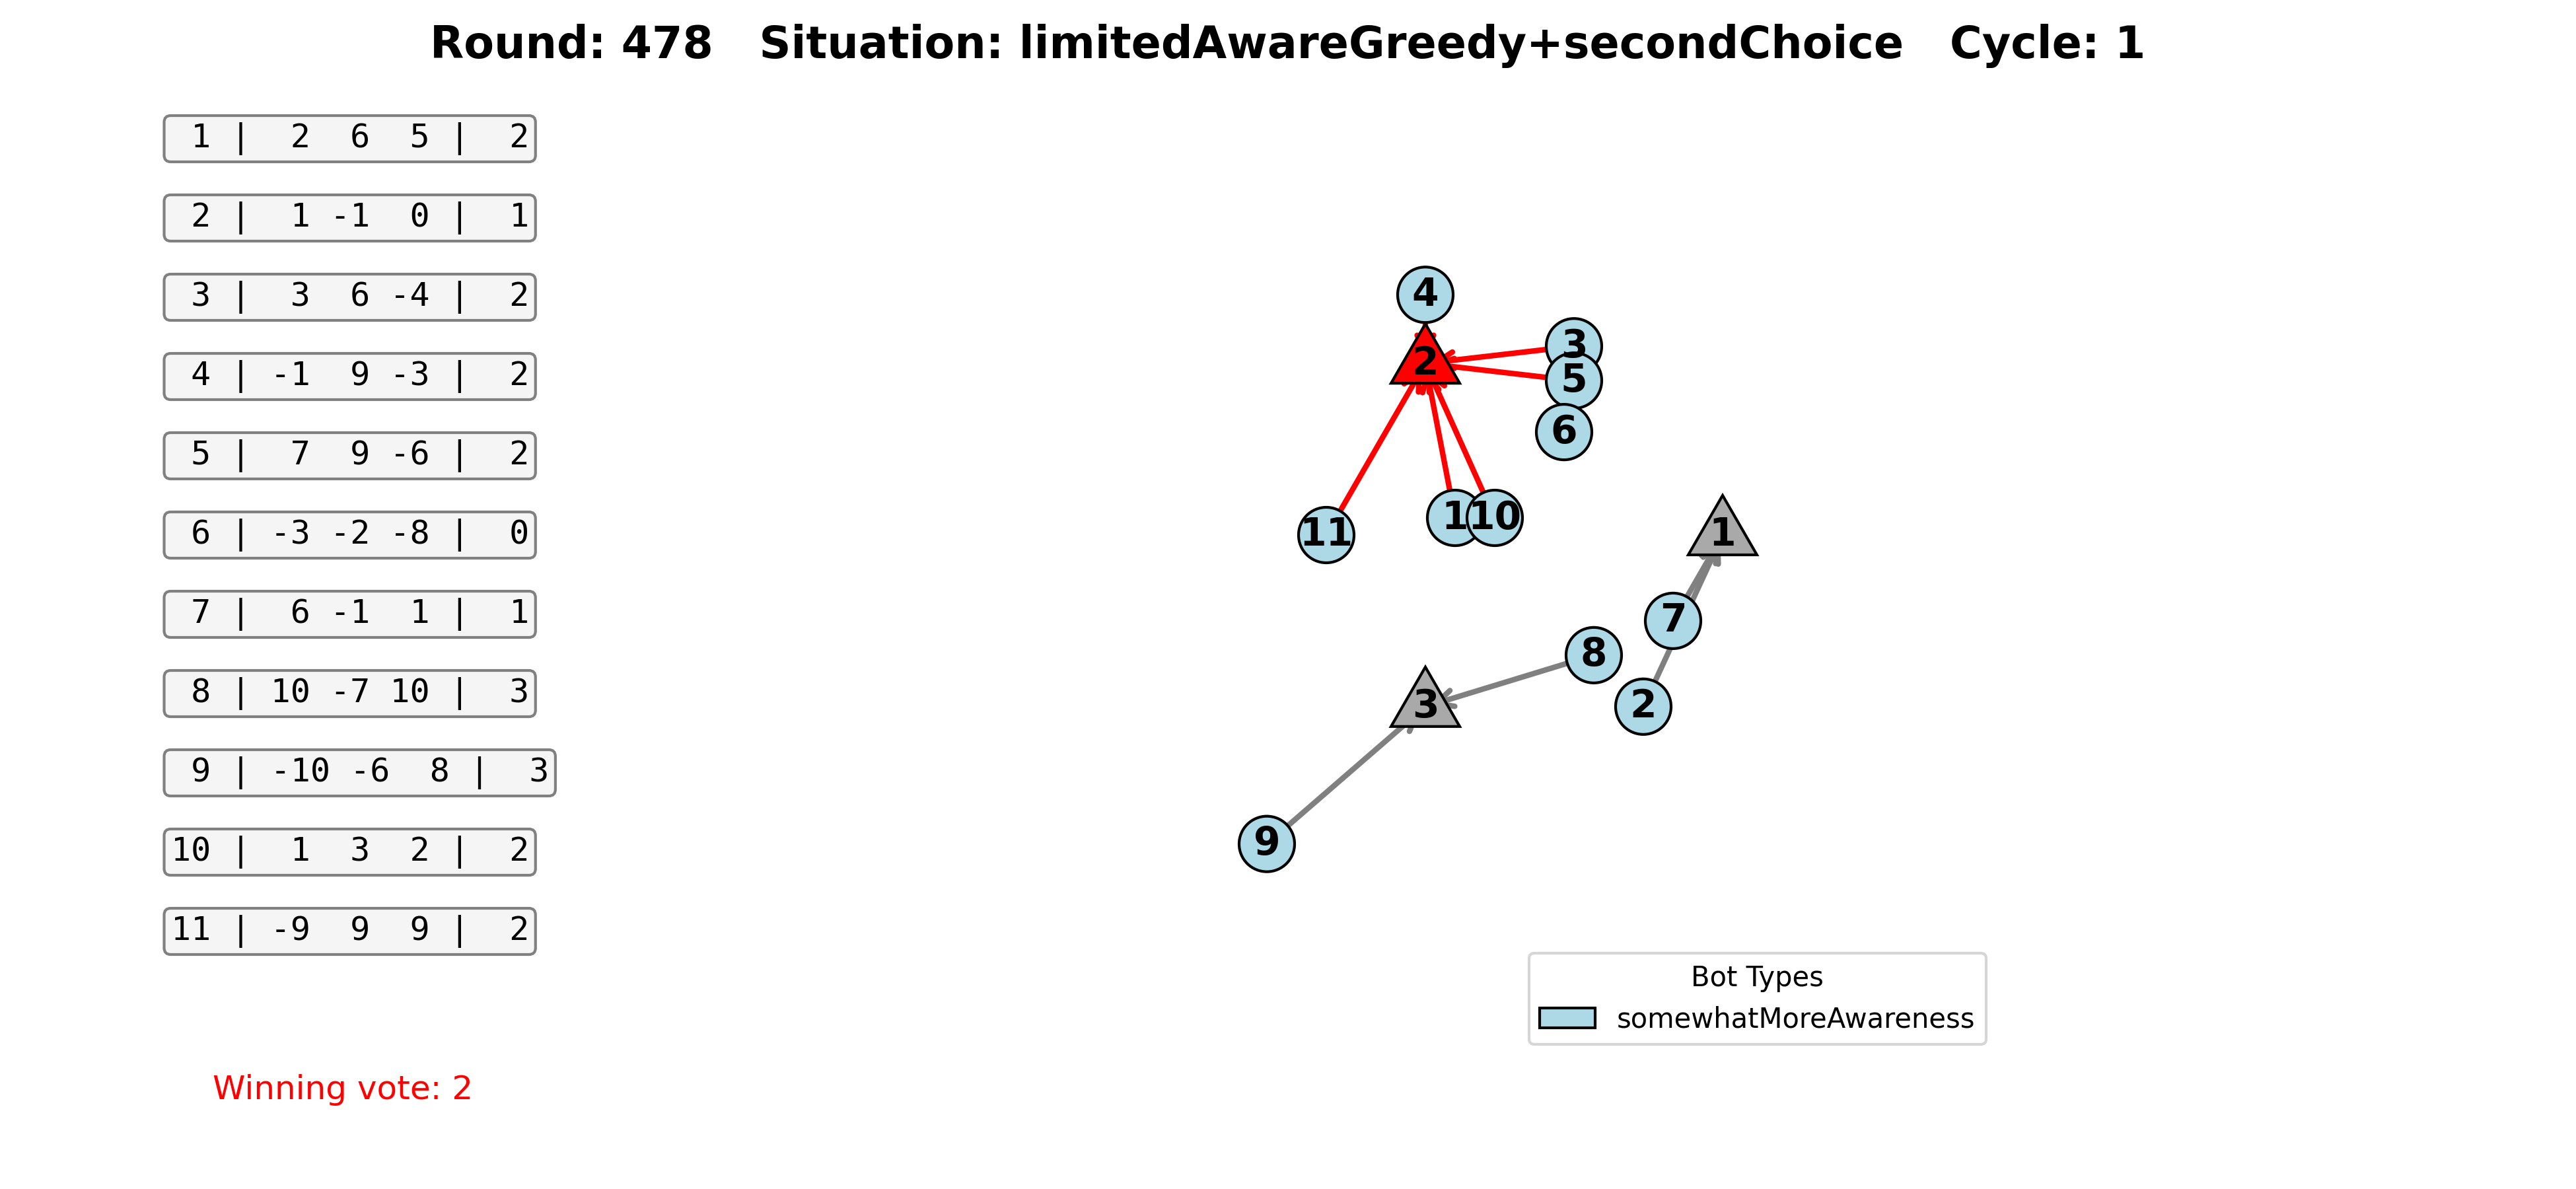 Round: 478   Situation: limitedAwareGreedy+secondChoice   Cycle: 1
1 | 2 6 5 | 2
2 | 1 -1 0 | 1
3 | 3 6 -4 | 2
4 | -1 9 -3 | 2
5 | 7 9 -6 | 2
6 | -3 -2 -8 | 0
7 | 6 -1 1 | 1
8 | 10 -7 10 | 3
9 | -10 -6 8 | 3
10 | 1 3 2 | 2
11 | -9 9 9 | 2
Winning vote: 2
4
2
3
5
6
11
1
10
1
7
8
2
3
9
Bot Types
somewhatMoreAwareness